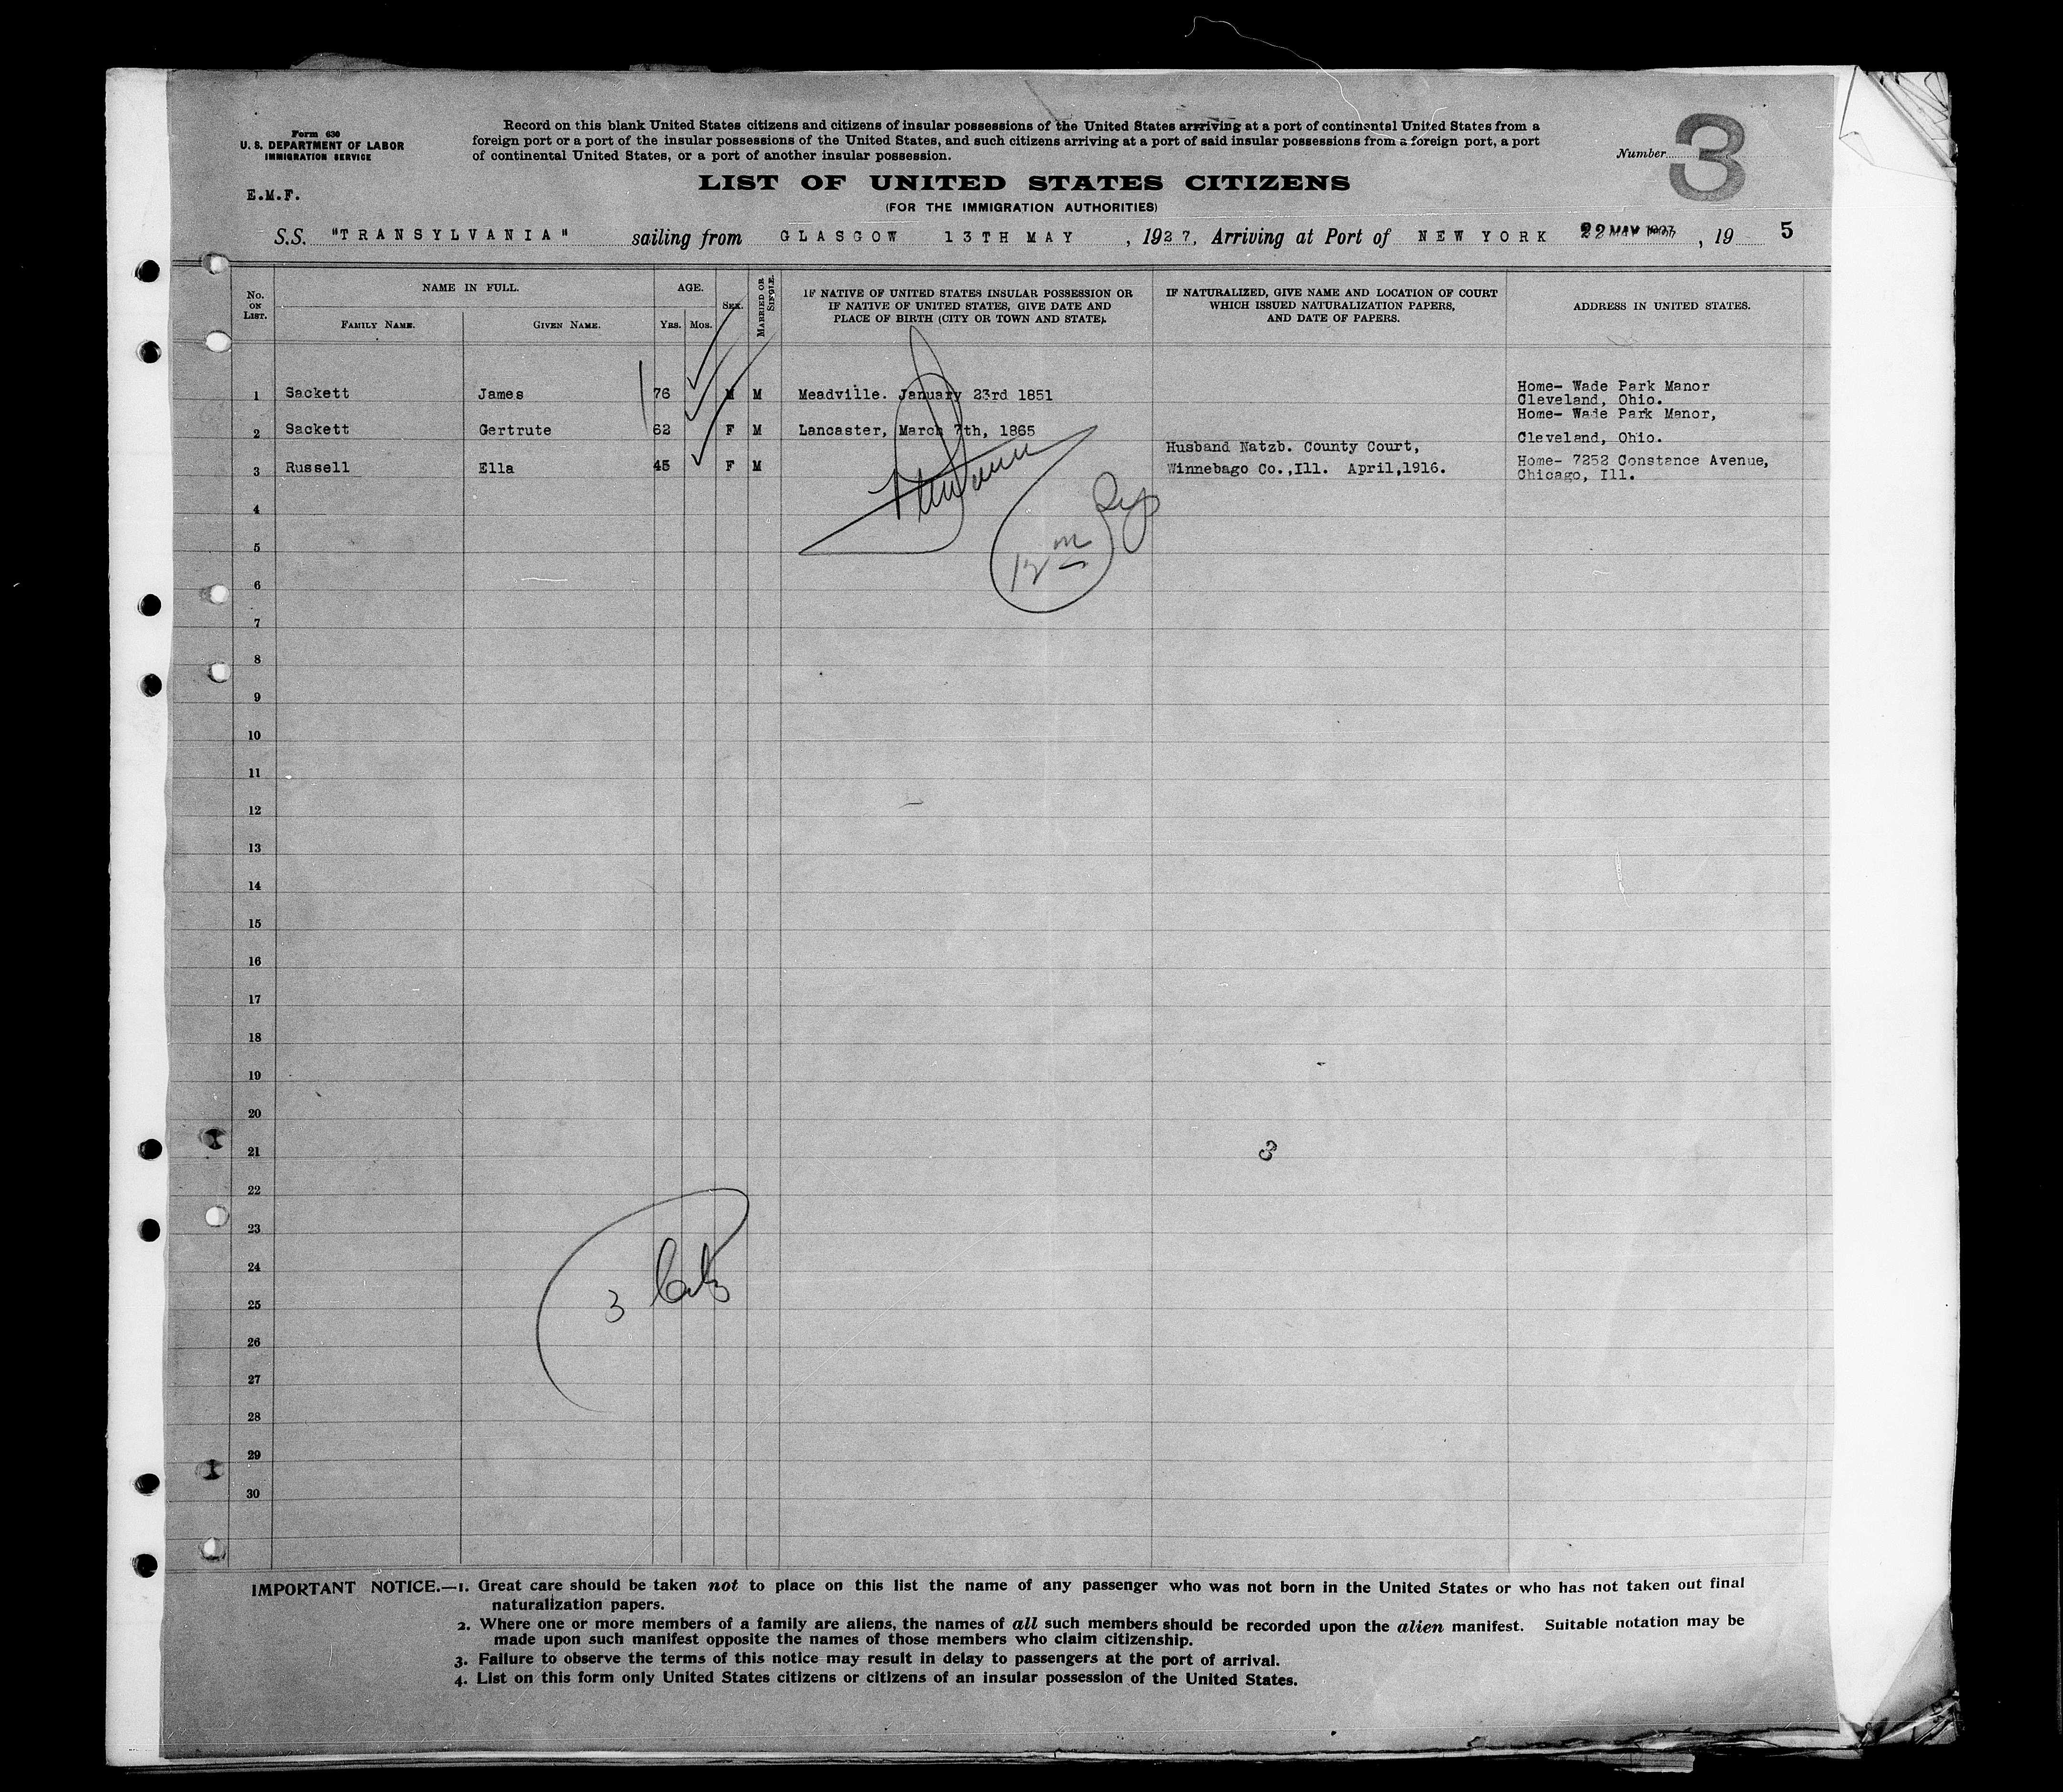 Form 630
U. S. DEPARTMENT OF LABOR
IMMIGRATION SERVICE
E.M.F.
Record on this blank United States citizens and citizens of insular possessions of the United States arriving at a port of continental United States from a
foreign port or a port of the insular possessions of the United States, and such citizens arriving at a port of said insular possessions from a foreign port, a port
of continental United States, or a port of another insular possession.
Number 3
LIST OF UNITED STATES CITIZENS
(FOR THE IMMIGRATION AUTHORITIES)
S.S. "TRANSYLVANIA" sailing from GLASGOW 13TH MAY, 1927, Arriving at Port of NEW YORK 22 MAY 1927, 19 5
No. ON LIST.
NAME IN FULL.
FAMILY NAME.
GIVEN NAME.
AGE.
YRS. MOS.
SEX.
MARRIED OR SINGLE.
IF NATIVE OF UNITED STATES INSULAR POSSESSION OR
IF NATIVE OF UNITED STATES, GIVE DATE AND
PLACE OF BIRTH (CITY OR TOWN AND STATE).
IF NATURALIZED, GIVE NAME AND LOCATION OF COURT
WHICH ISSUED NATURALIZATION PAPERS,
AND DATE OF PAPERS.
ADDRESS IN UNITED STATES.
1 Sackett James 76 M M Meadville. January 23rd 1851 Home- Wade Park Manor
Cleveland, Ohio.
2 Sackett Gertrute 62 F M Lancaster, March 7th, 1865 Home- Wade Park Manor,
Cleveland, Ohio.
3 Russell Ella 45 F M Husband Natzb. County Court,
Winnebago Co.,Ill. April,1916. Home- 7252 Constance Avenue,
Chicago, Ill.
4
5
6
7
8
9
10
11
12
13
14
15
16
17
18
19
20
21
3
22
23
24
3
25
26
27
28
29
30
IMPORTANT NOTICE.—1. Great care should be taken not to place on this list the name of any passenger who was not born in the United States or who has not taken out final
naturalization papers.
2. Where one or more members of a family are aliens, the names of all such members should be recorded upon the alien manifest. Suitable notation may be
made upon such manifest opposite the names of those members who claim citizenship.
3. Failure to observe the terms of this notice may result in delay to passengers at the port of arrival.
4. List on this form only United States citizens or citizens of an insular possession of the United States.